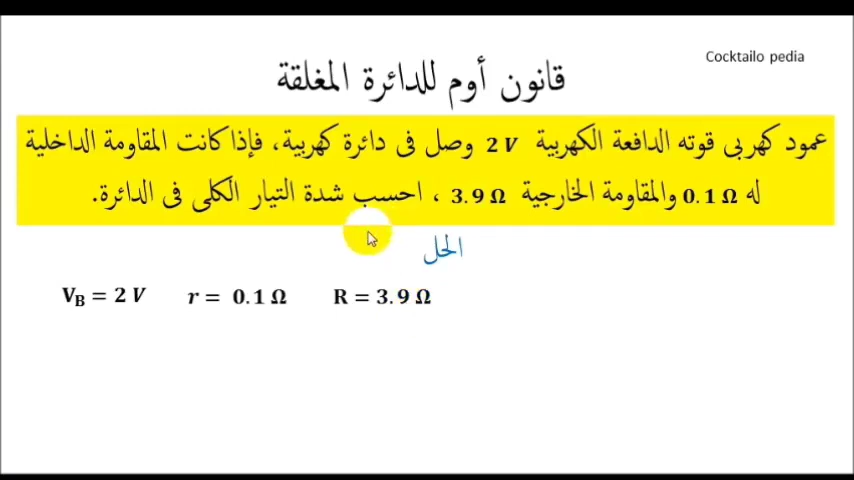 Cocktailo pedia
قانون أوم للدائرة المغلقة
عمود كهربى قوته الدافعة الكهربية 2 V وصل فى دائرة كهربية، فإذا كانت المقاومة الداخلية
له 0.1 Ω والمقاومة الخارجية 3.9 Ω ، احسب شدة التيار الكلى فى الدائرة.
الحل
V_B = 2 V r = 0.1 Ω R = 3.9 Ω